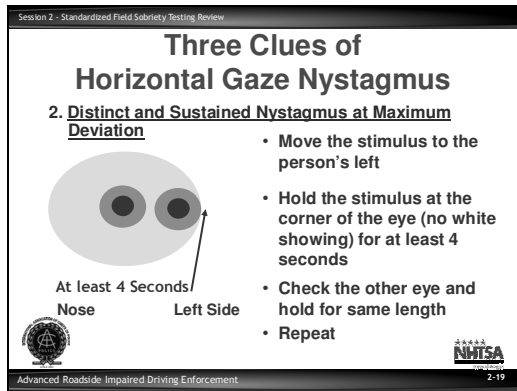 Session 2 - Standardized Field Sobriety Testing Review
Three Clues of
Horizontal Gaze Nystagmus
2. Distinct and Sustained Nystagmus at Maximum
Deviation
• Move the stimulus to the
person's left
• Hold the stimulus at the
corner of the eye (no white
showing) for at least 4
seconds
• Check the other eye and
hold for same length
• Repeat
At least 4 Seconds
Nose Left Side
NHTSA
Advanced Roadside Impaired Driving Enforcement
2-19